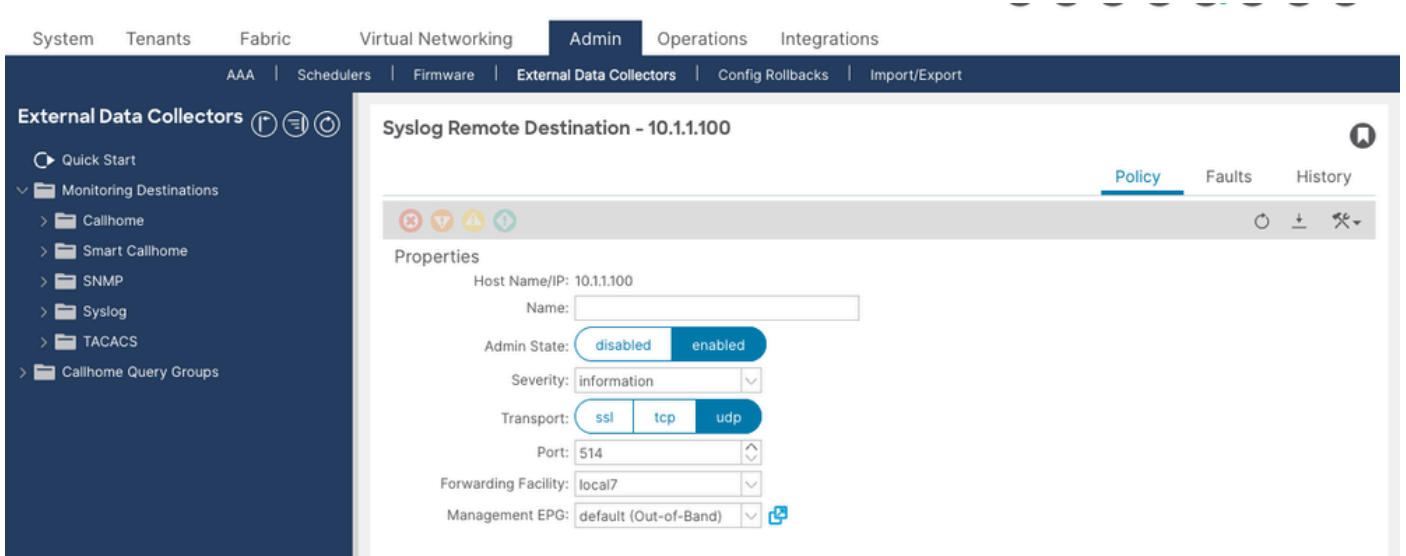 System Tenants Fabric Virtual Networking Admin Operations Integrations
AAA | Schedulers | Firmware | External Data Collectors | Config Rollbacks | Import/Export
External Data Collectors
Quick Start
Monitoring Destinations
Callhome
Smart Callhome
SNMP
Syslog
TACACS
Callhome Query Groups
Syslog Remote Destination - 10.1.1.100
Policy Faults History
Properties
Host Name/IP: 10.1.1.100
Name:
Admin State: disabled enabled
Severity: information
Transport: ssl tcp udp
Port: 514
Forwarding Facility: local7
Management EPG: default (Out-of-Band)